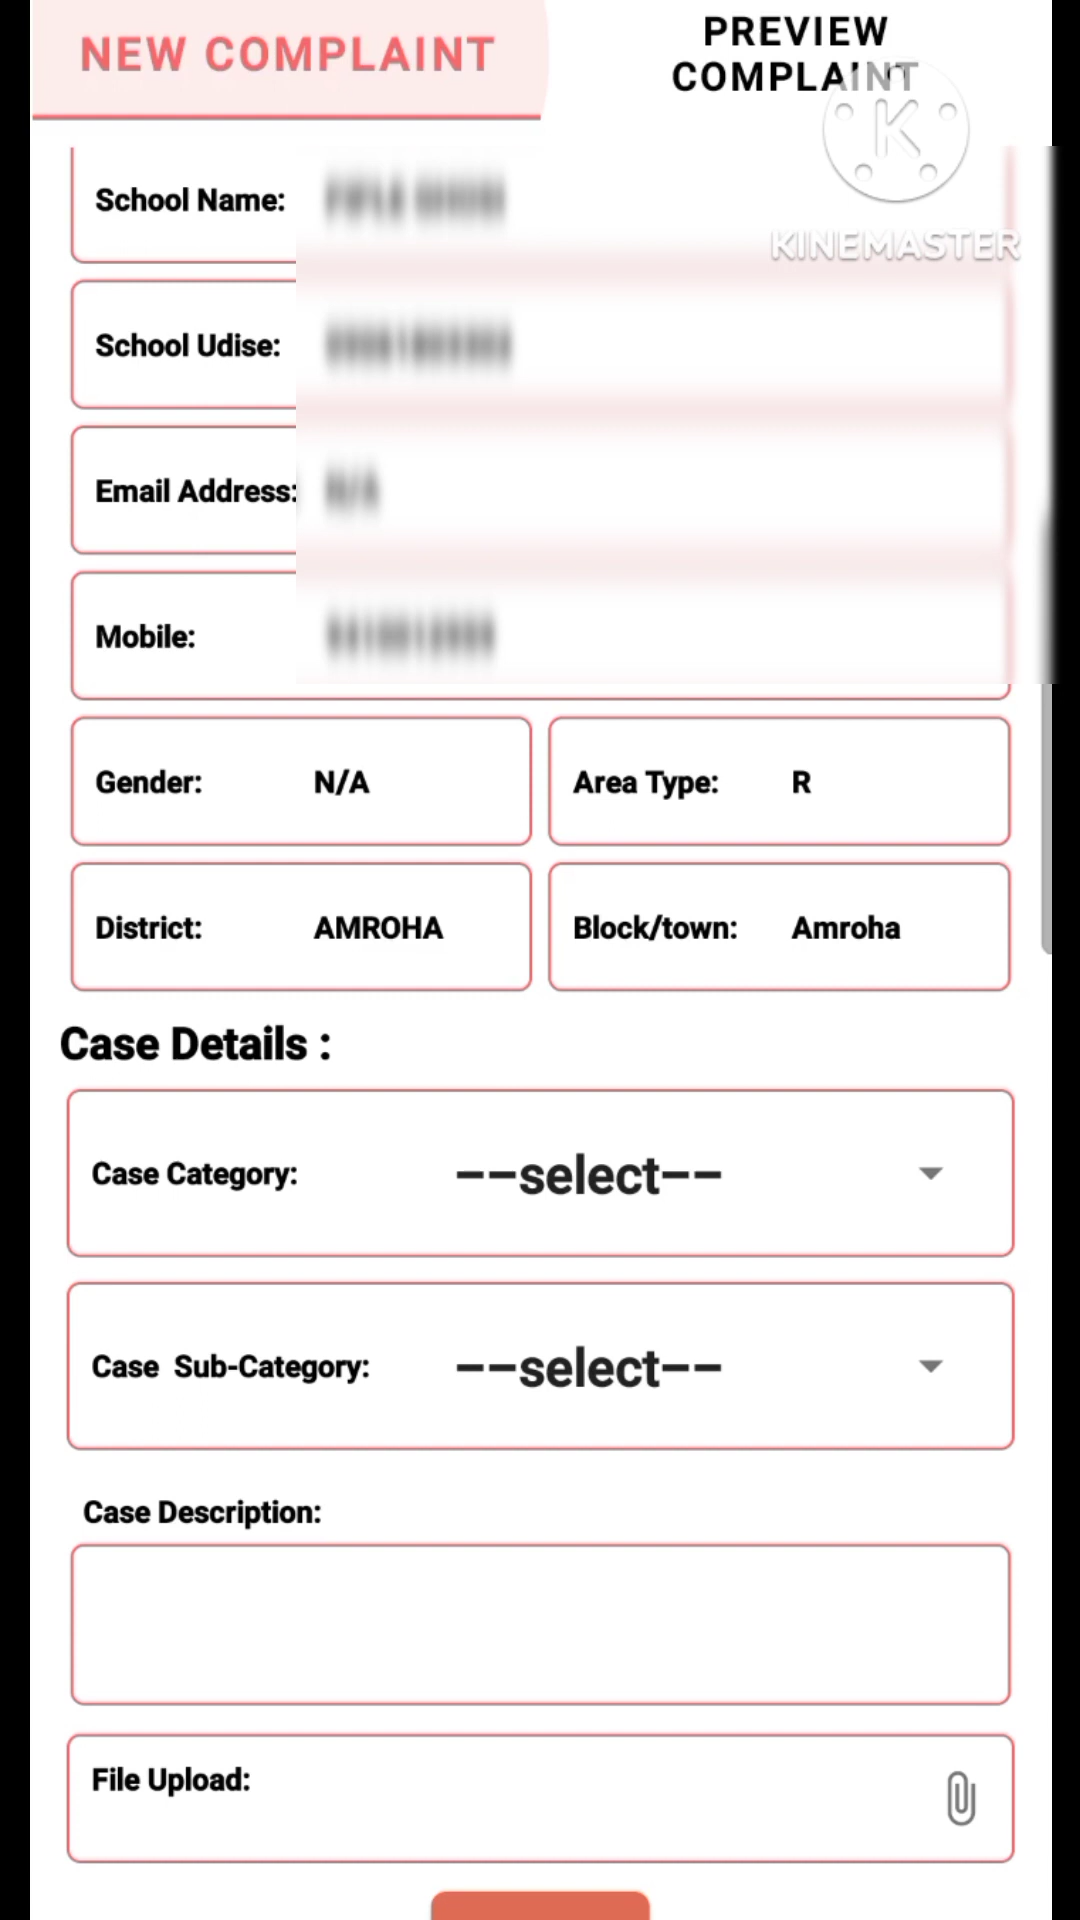 NEW COMPLAINT
PREVIEW
COMPLAINT
K
KINEMASTER
School Name:
School Udise:
Email Address:
Mobile:
Gender: N/A
Area Type: R
District: AMROHA
Block/town: Amroha
Case Details :
Case Category: --select--
Case Sub-Category: --select--
Case Description:
File Upload: